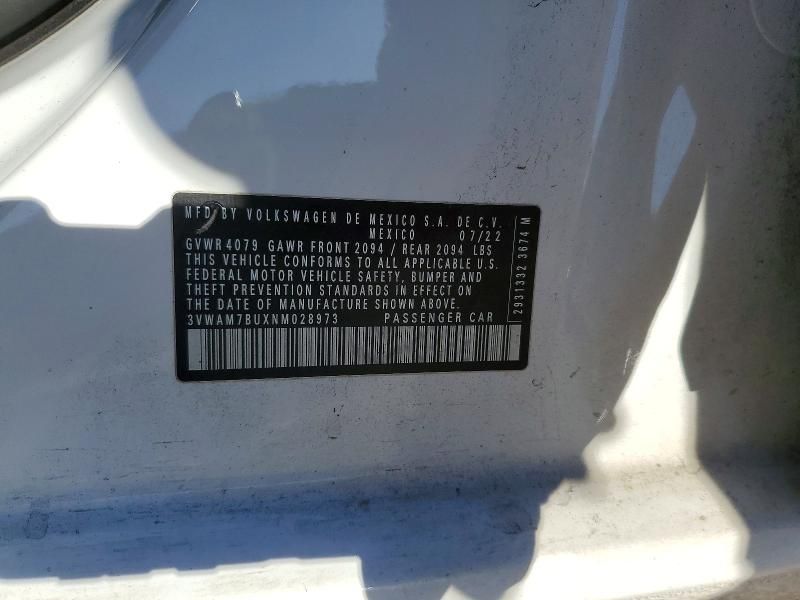 MFD BY VOLKSWAGEN DE MEXICO S.A. DE C.V.
MEXICO 07/22
GVWR 4079 GAWR FRONT 2094 / REAR 2094 LBS
THIS VEHICLE CONFORMS TO ALL APPLICABLE U.S.
FEDERAL MOTOR VEHICLE SAFETY, BUMPER AND
THEFT PREVENTION STANDARDS IN EFFECT ON
THE DATE OF MANUFACTURE SHOWN ABOVE.
3VWAM7BUXNM028973 PASSENGER CAR
2931332 3674 M